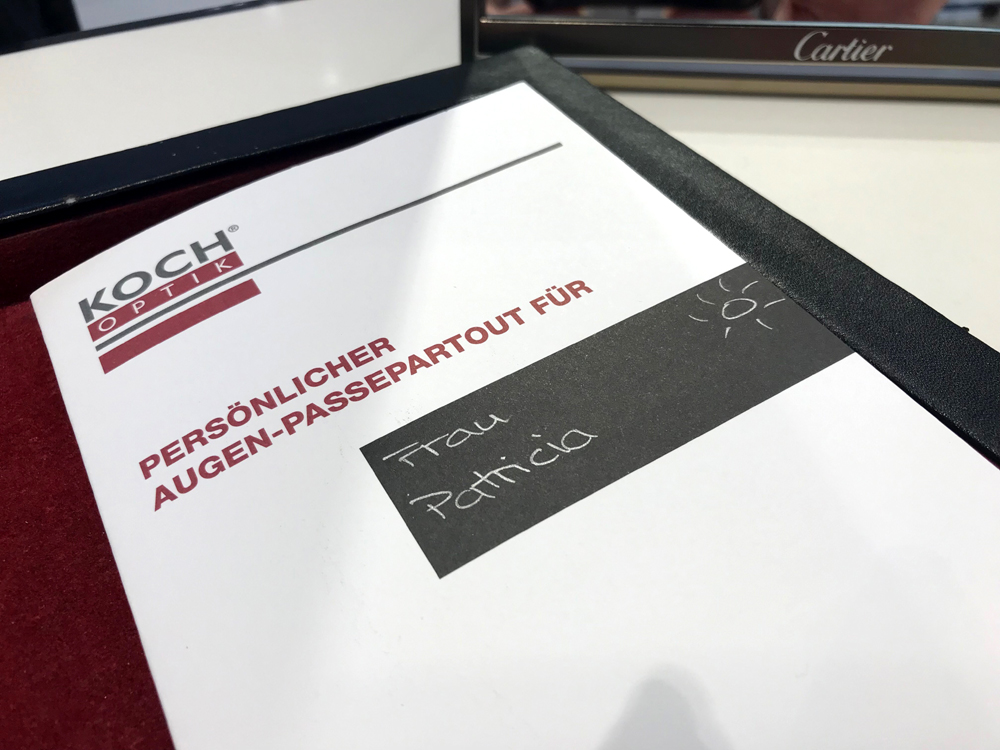 Cartier
KOCH®
OPTIK
PERSÖNLICHER
AUGEN-PASSEPARTOUT FÜR
Frau
Patricia